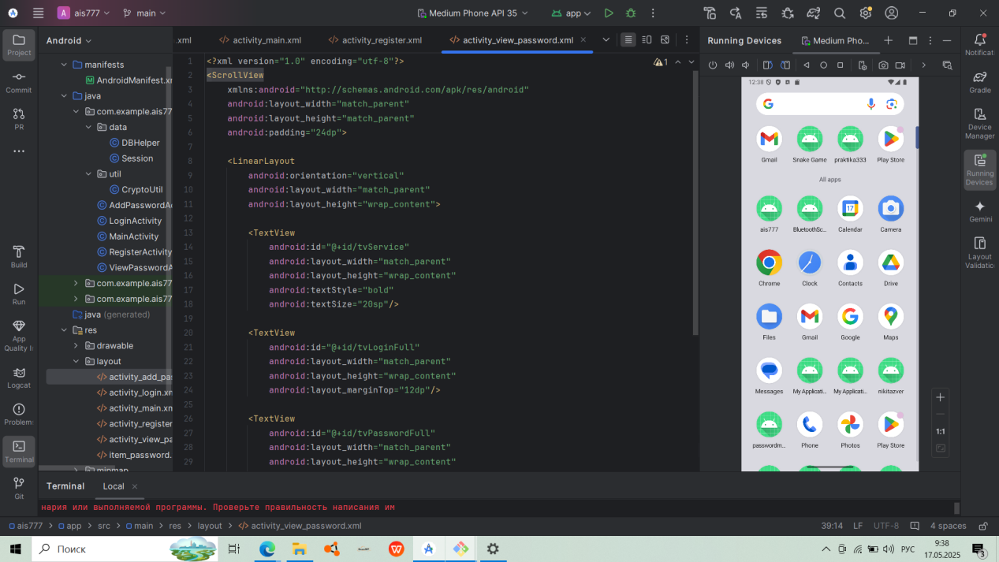 A ais777 main Medium Phone API 35 app
Project
Commit
PR
Build
Run
App
Quality I
Logcat
Problem
Terminal
Git
Android
manifests
AndroidManifest.xm
java
com.example.ais77
data
DBHelper
Session
util
CryptoUtil
AddPasswordAc
LoginActivity
MainActivity
RegisterActivity
ViewPasswordA
com.example.ais77
com.example.ais77
java (generated)
res
drawable
layout
activity_add_pas
activity_login.xm
activity_main.xm
activity_register
activity_view_pa
item_password.
mipmap
.xml activity_main.xml activity_register.xml activity_view_password.xml
1
1 <?xml version="1.0" encoding="utf-8"?>
2 <ScrollView
3 xmlns:android="http://schemas.android.com/apk/res/android"
4 android:layout_width="match_parent"
5 android:layout_height="match_parent"
6 android:padding="24dp">
7
8 <LinearLayout
9 android:orientation="vertical"
10 android:layout_width="match_parent"
11 android:layout_height="wrap_content">
12
13 <TextView
14 android:id="@+id/tvService"
15 android:layout_width="match_parent"
16 android:layout_height="wrap_content"
17 android:textStyle="bold"
18 android:textSize="20sp"/>
19
20 <TextView
21 android:id="@+id/tvLoginFull"
22 android:layout_width="match_parent"
23 android:layout_height="wrap_content"
24 android:layout_marginTop="12dp"/>
25
26 <TextView
27 android:id="@+id/tvPasswordFull"
28 android:layout_width="match_parent"
29 android:layout_height="wrap_content"
Running Devices Medium Pho...
12:38
G
Gmail Snake Game praktika333 Play Store
All apps
17
ais777 BluetoothSc... Calendar Camera
Chrome Clock Contacts Drive
Files Gmail Google Maps
Messages My Applicati... My Applicati... nikitazver
passwordm... Phone Photos Play Store
1:1
Notificat
Gradle
Device
Manager
Running
Devices
Gemini
Layout
Validatio
Terminal Local
нария или выполняемой программы. Проверьте правильность написания им
ais777 > app > src > main > res > layout > activity_view_password.xml 39:14 LF UTF-8 4 spaces
Поиск
W
РУС
9:38
17.05.2025
3